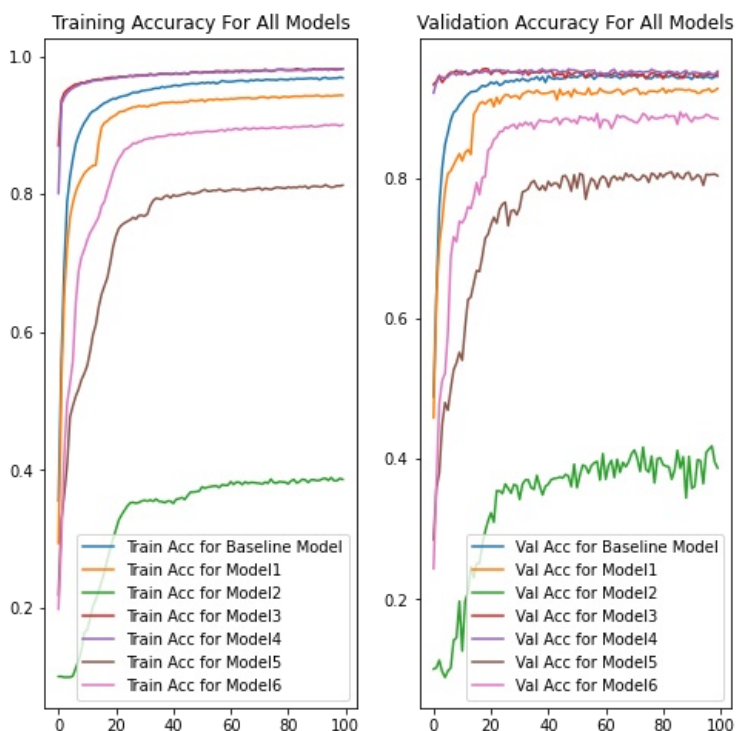 Training Accuracy For All Models
1.0
0.8
0.6
0.4
0.2
Train Acc for Baseline Model
Train Acc for Model1
Train Acc for Model2
Train Acc for Model3
Train Acc for Model4
Train Acc for Model5
Train Acc for Model6
0 20 40 60 80 100
Validation Accuracy For All Models
0.8
0.6
0.4
0.2
Val Acc for Baseline Model
Val Acc for Model1
Val Acc for Model2
Val Acc for Model3
Val Acc for Model4
Val Acc for Model5
Val Acc for Model6
0 20 40 60 80 100